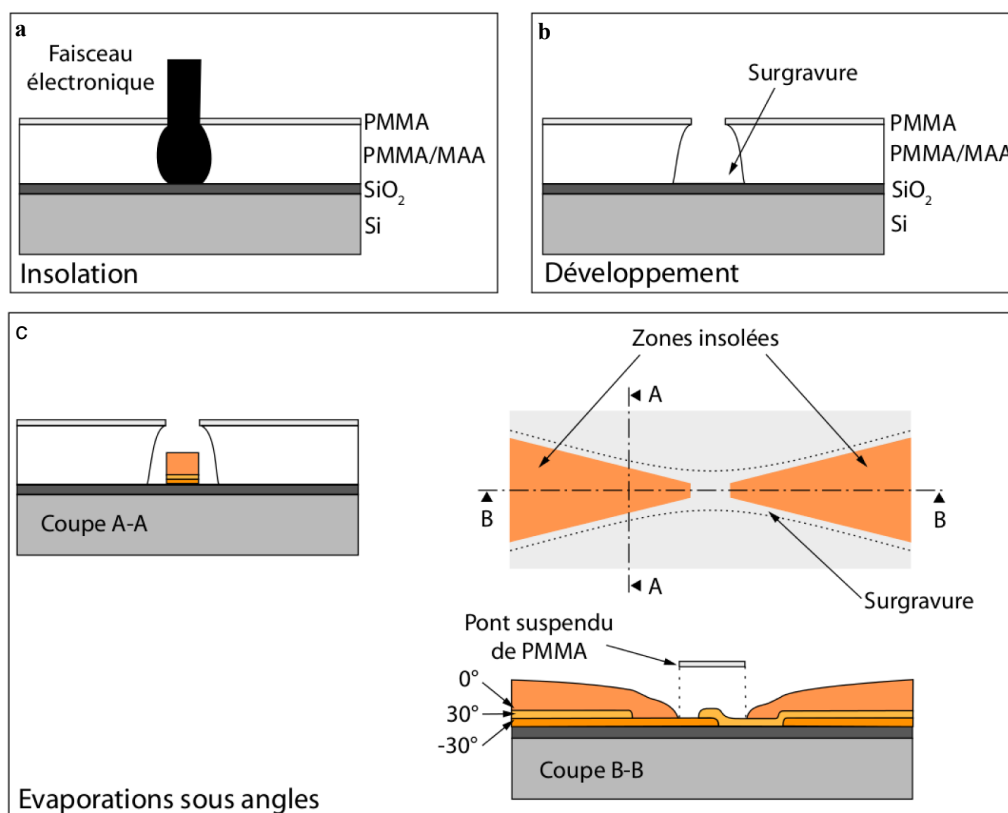 a
Faisceau
électronique
PMMA
PMMA/MAA
SiO₂
Si
Insolation
b
Surgravure
PMMA
PMMA/MAA
SiO₂
Si
Développement
c
Coupe A-A
Zones insolées
A
B
B
A
Surgravure
Pont suspendu
de PMMA
0°
30°
-30°
Coupe B-B
Evaporations sous angles